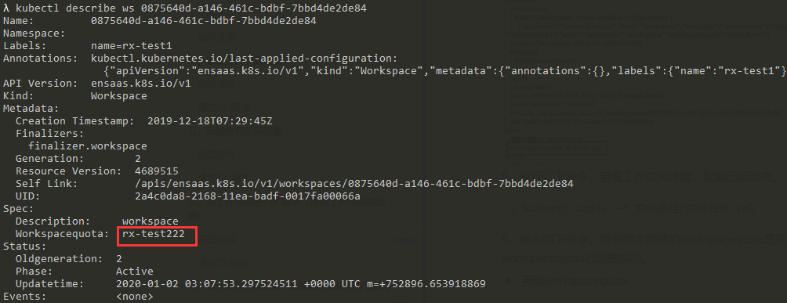 λ kubectl describe ws 0875640d-a146-461c-bdbf-7bbd4de2de84
Name: 0875640d-a146-461c-bdbf-7bbd4de2de84
Namespace:
Labels: name=rx-test1
Annotations: kubectl.kubernetes.io/last-applied-configuration:
{"apiVersion":"ensaas.k8s.io/v1","kind":"Workspace","metadata":{"annotations":{},"labels":{"name":"rx-test1"}
API Version: ensaas.k8s.io/v1
Kind: Workspace
Metadata:
Creation Timestamp: 2019-12-18T07:29:45Z
Finalizers:
finalizer.workspace
Generation: 2
Resource Version: 4689515
Self Link: /apis/ensaas.k8s.io/v1/workspaces/0875640d-a146-461c-bdbf-7bbd4de2de84
UID: 2a4c0da8-2168-11ea-badf-0017fa00066a
Spec:
Description: workspace
Workspacequota: rx-test222
Status:
Oldgeneration: 2
Phase: Active
Updatetime: 2020-01-02 03:07:53.297524511 +0000 UTC m=+752896.653918869
Events: <none>